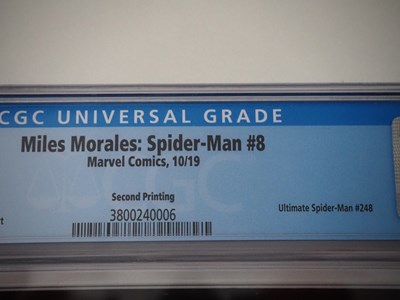 CGC UNIVERSAL GRADE
Miles Morales: Spider-Man #8
Marvel Comics, 10/19
Second Printing
Ultimate Spider-Man #248
3800240006
CGC